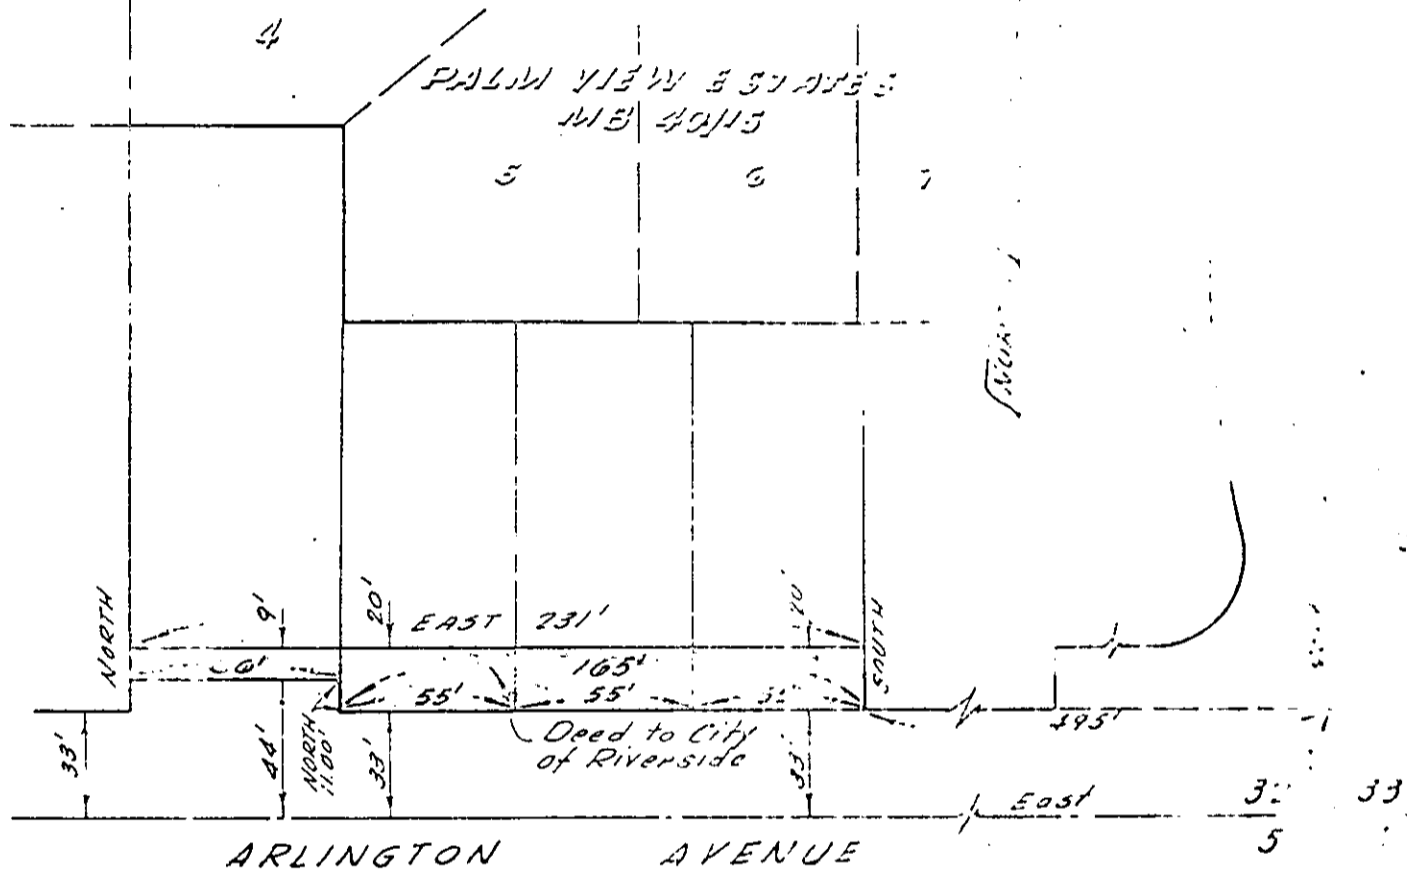 4
PALM VIEW ESTATES
MB 40/15
5
6
7
NORTH
9'
20'
EAST 231'
20'
SOUTH
165'
55'
55'
Deed to City
of Riverside
33'
44'
NORTH
11.00'
33'
33'
495'
East
33
5
ARLINGTON AVENUE